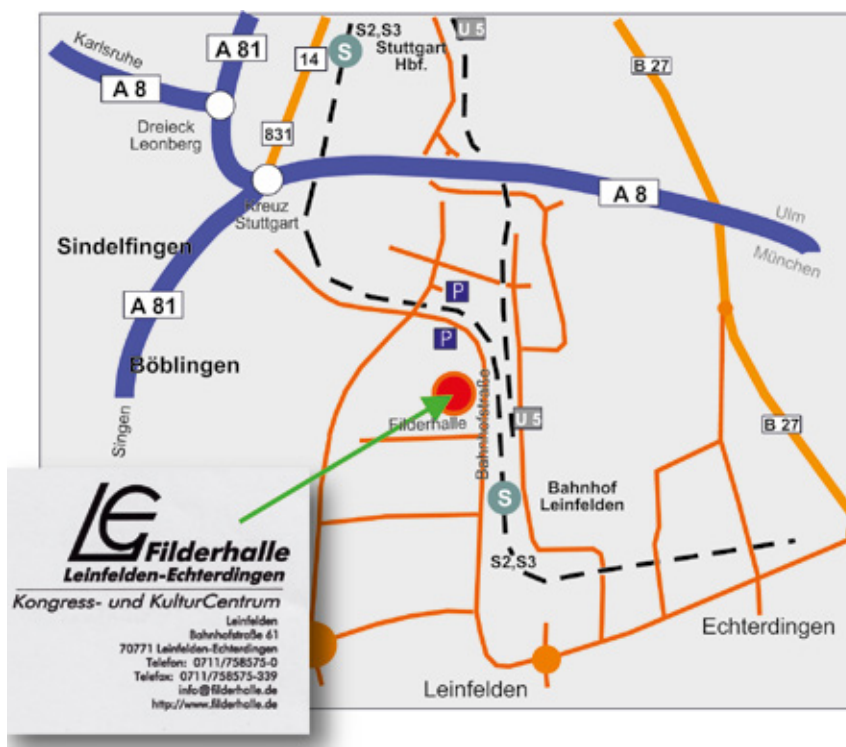 S2,S3
U 5
Karlsruhe
A 81
14
Stuttgart
Hbf.
S
B 27
A 8
Dreieck
Leonberg
831
A 8
Kreuz
Stuttgart
Ulm
München
Sindelfingen
P
A 81
P
Böblingen
Singen
Filderhalle
Bahnhofstraße
U 5
B 27
S
Bahnhof
Leinfelden
S2,S3
Echterdingen
Leinfelden
LE
Filderhalle
Leinfelden-Echterdingen
Kongress- und KulturCentrum
Leinfelden
Bahnhofstraße 61
70771 Leinfelden-Echterdingen
Telefon: 0711/758575-0
Telefax: 0711/758575-339
info@filderhalle.de
http://www.filderhalle.de